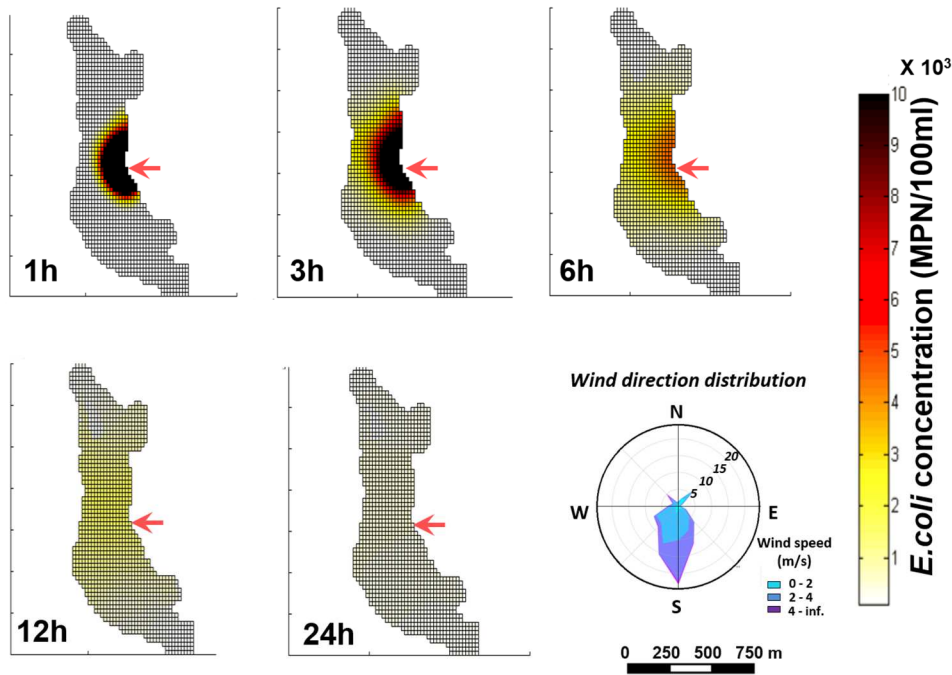 1h
3h
6h
X 10³
10
9
8
7
6
5
4
3
2
1
E.coli concentration (MPN/100ml)
12h
24h
Wind direction distribution
N
20
15
10
5
W
E
S
Wind speed
(m/s)
0 - 2
2 - 4
4 - inf.
0 250 500 750 m